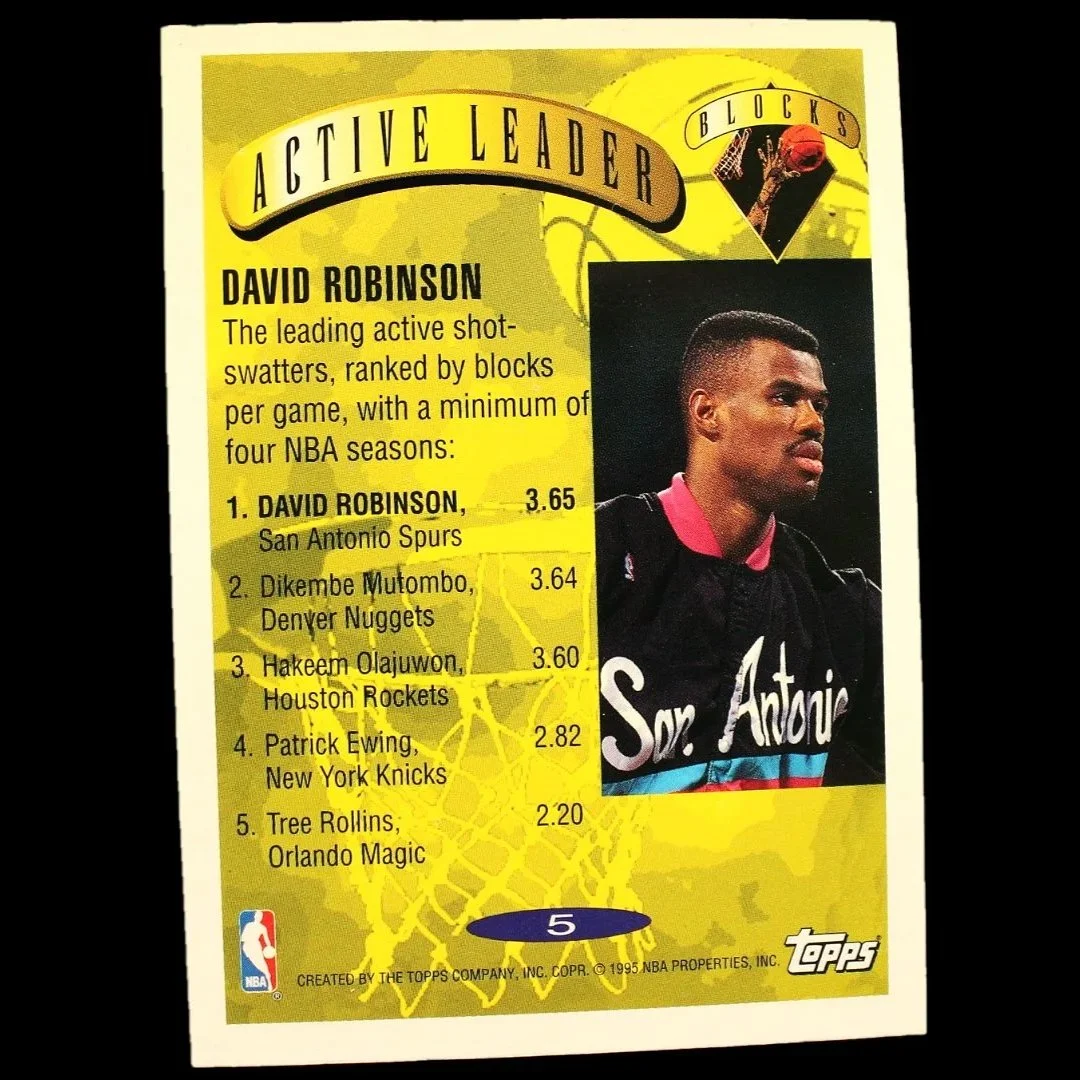 ACTIVE LEADER
BLOCKS
DAVID ROBINSON
The leading active shot-
swatters, ranked by blocks
per game, with a minimum of
four NBA seasons:
1. DAVID ROBINSON, 3.65
San Antonio Spurs
2. Dikembe Mutombo, 3.64
Denver Nuggets
3. Hakeem Olajuwon, 3.60
Houston Rockets
4. Patrick Ewing, 2.82
New York Knicks
5. Tree Rollins, 2.20
Orlando Magic
San Antonio
5
NBA ®
CREATED BY THE TOPPS COMPANY, INC. COPR. © 1995 NBA PROPERTIES, INC.
TOPPS